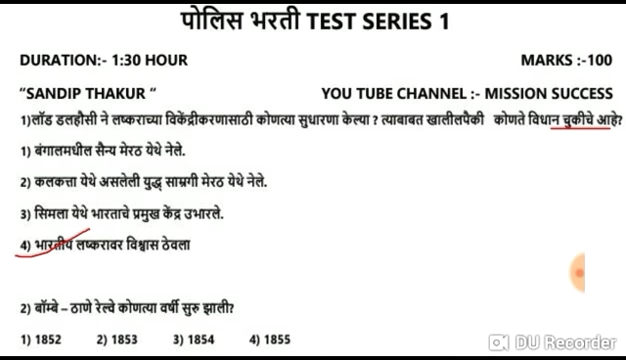 पोलिस भरती TEST SERIES 1
DURATION:- 1:30 HOUR MARKS :-100
“SANDIP THAKUR “ YOU TUBE CHANNEL :- MISSION SUCCESS
1)लॉड डलहौसी ने लष्कराच्या विकेंद्रीकरणासाठी कोणत्या सुधारणा केल्या ? त्याबाबत खालीलपैकी कोणते विधान चुकीचे आहे?
1) बंगालमधील सैन्य मेरठ येथे नेले.
2) कलकत्ता येथे असलेली युद्ध साम्रगी मेरठ येथे नेले.
3) सिमला येथे भारताचे प्रमुख केंद्र उभारले.
4) भारतीय लष्करावर विश्वास ठेवला
2) बॉम्बे – ठाणे रेल्वे कोणत्या वर्षी सुरु झाली?
1) 1852 2) 1853 3) 1854 4) 1855
DU Recorder